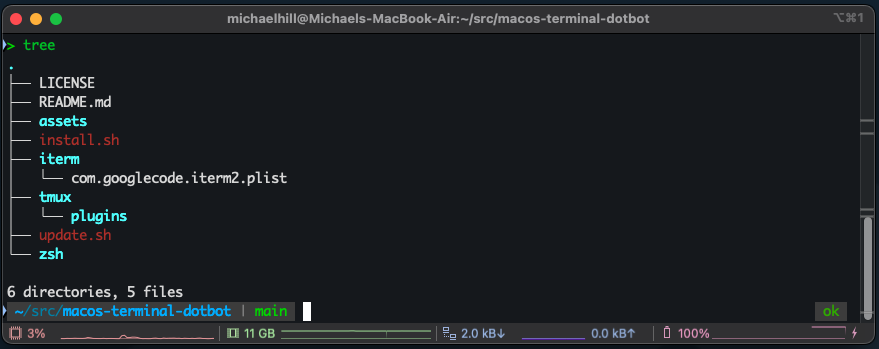 michaelhill@Michaels-MacBook-Air:~/src/macos-terminal-dotbot ⌥⌘1
> tree
.
├── LICENSE
├── README.md
├── assets
├── install.sh
├── iterm
│   └── com.googlecode.iterm2.plist
├── tmux
│   └── plugins
├── update.sh
└── zsh
6 directories, 5 files
~/src/macos-terminal-dotbot | main ok
3% 11 GB 2.0 kB↓ 0.0 kB↑ 100%